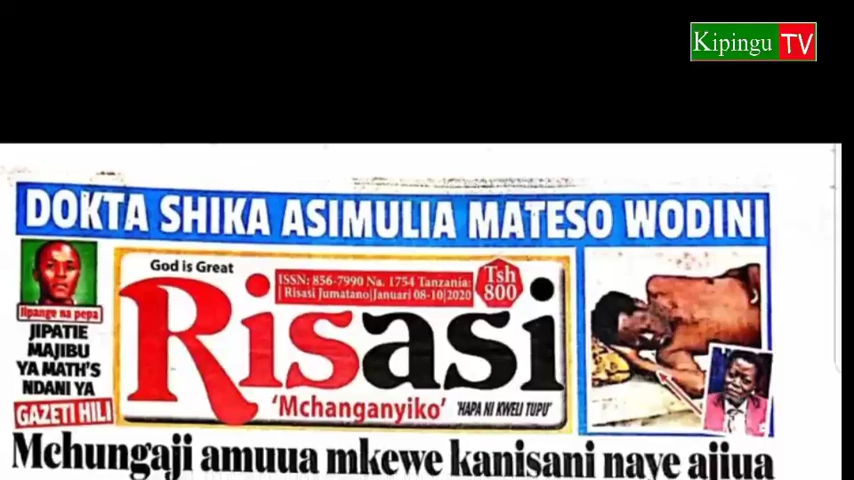 Kipingu TV
DOKTA SHIKA ASIMULIA MATESO WODINI
God is Great
ISSN: 856-7990 Na. 1754 Tanzania:
Risasi Jumatano|Januari 08-10|2020
Tsh
800
Risasi
'Mchanganyiko'
'HAPA NI KWELI TUPU'
Jipange na pepa
JIPATIE
MAJIBU
YA MATH'S
NDANI YA
GAZETI HILI
Mchungaji amuua mkewe kanisani naye ajiua